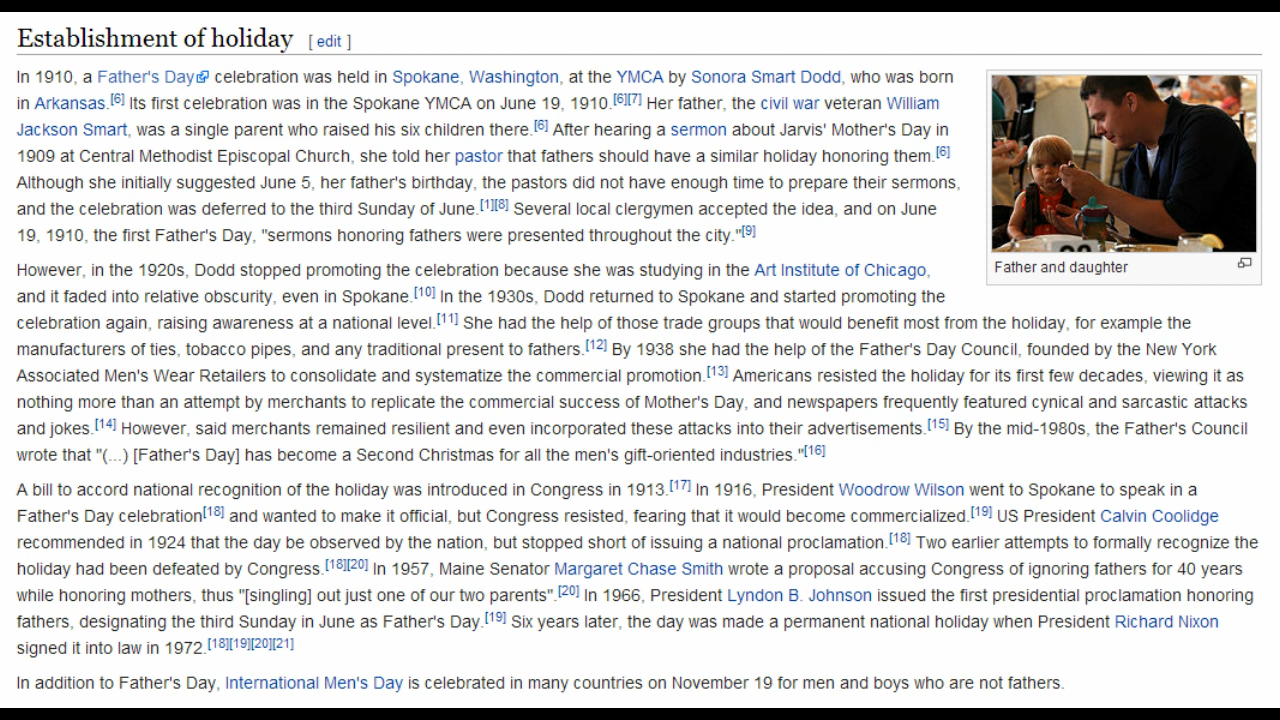 Establishment of holiday [ edit ]
In 1910, a Father's Day celebration was held in Spokane, Washington, at the YMCA by Sonora Smart Dodd, who was born
in Arkansas.[6] Its first celebration was in the Spokane YMCA on June 19, 1910.[6][7] Her father, the civil war veteran William
Jackson Smart, was a single parent who raised his six children there.[6] After hearing a sermon about Jarvis' Mother's Day in
1909 at Central Methodist Episcopal Church, she told her pastor that fathers should have a similar holiday honoring them.[6]
Although she initially suggested June 5, her father's birthday, the pastors did not have enough time to prepare their sermons,
and the celebration was deferred to the third Sunday of June.[1][8] Several local clergymen accepted the idea, and on June
19, 1910, the first Father's Day, "sermons honoring fathers were presented throughout the city."[9]
Father and daughter
However, in the 1920s, Dodd stopped promoting the celebration because she was studying in the Art Institute of Chicago,
and it faded into relative obscurity, even in Spokane.[10] In the 1930s, Dodd returned to Spokane and started promoting the
celebration again, raising awareness at a national level.[11] She had the help of those trade groups that would benefit most from the holiday, for example the
manufacturers of ties, tobacco pipes, and any traditional present to fathers.[12] By 1938 she had the help of the Father's Day Council, founded by the New York
Associated Men's Wear Retailers to consolidate and systematize the commercial promotion.[13] Americans resisted the holiday for its first few decades, viewing it as
nothing more than an attempt by merchants to replicate the commercial success of Mother's Day, and newspapers frequently featured cynical and sarcastic attacks
and jokes.[14] However, said merchants remained resilient and even incorporated these attacks into their advertisements.[15] By the mid-1980s, the Father's Council
wrote that "(...) [Father's Day] has become a Second Christmas for all the men's gift-oriented industries."[16]
A bill to accord national recognition of the holiday was introduced in Congress in 1913.[17] In 1916, President Woodrow Wilson went to Spokane to speak in a
Father's Day celebration[18] and wanted to make it official, but Congress resisted, fearing that it would become commercialized.[19] US President Calvin Coolidge
recommended in 1924 that the day be observed by the nation, but stopped short of issuing a national proclamation.[18] Two earlier attempts to formally recognize the
holiday had been defeated by Congress.[18][20] In 1957, Maine Senator Margaret Chase Smith wrote a proposal accusing Congress of ignoring fathers for 40 years
while honoring mothers, thus "[singling] out just one of our two parents".[20] In 1966, President Lyndon B. Johnson issued the first presidential proclamation honoring
fathers, designating the third Sunday in June as Father's Day.[19] Six years later, the day was made a permanent national holiday when President Richard Nixon
signed it into law in 1972.[18][19][20][21]
In addition to Father's Day, International Men's Day is celebrated in many countries on November 19 for men and boys who are not fathers.